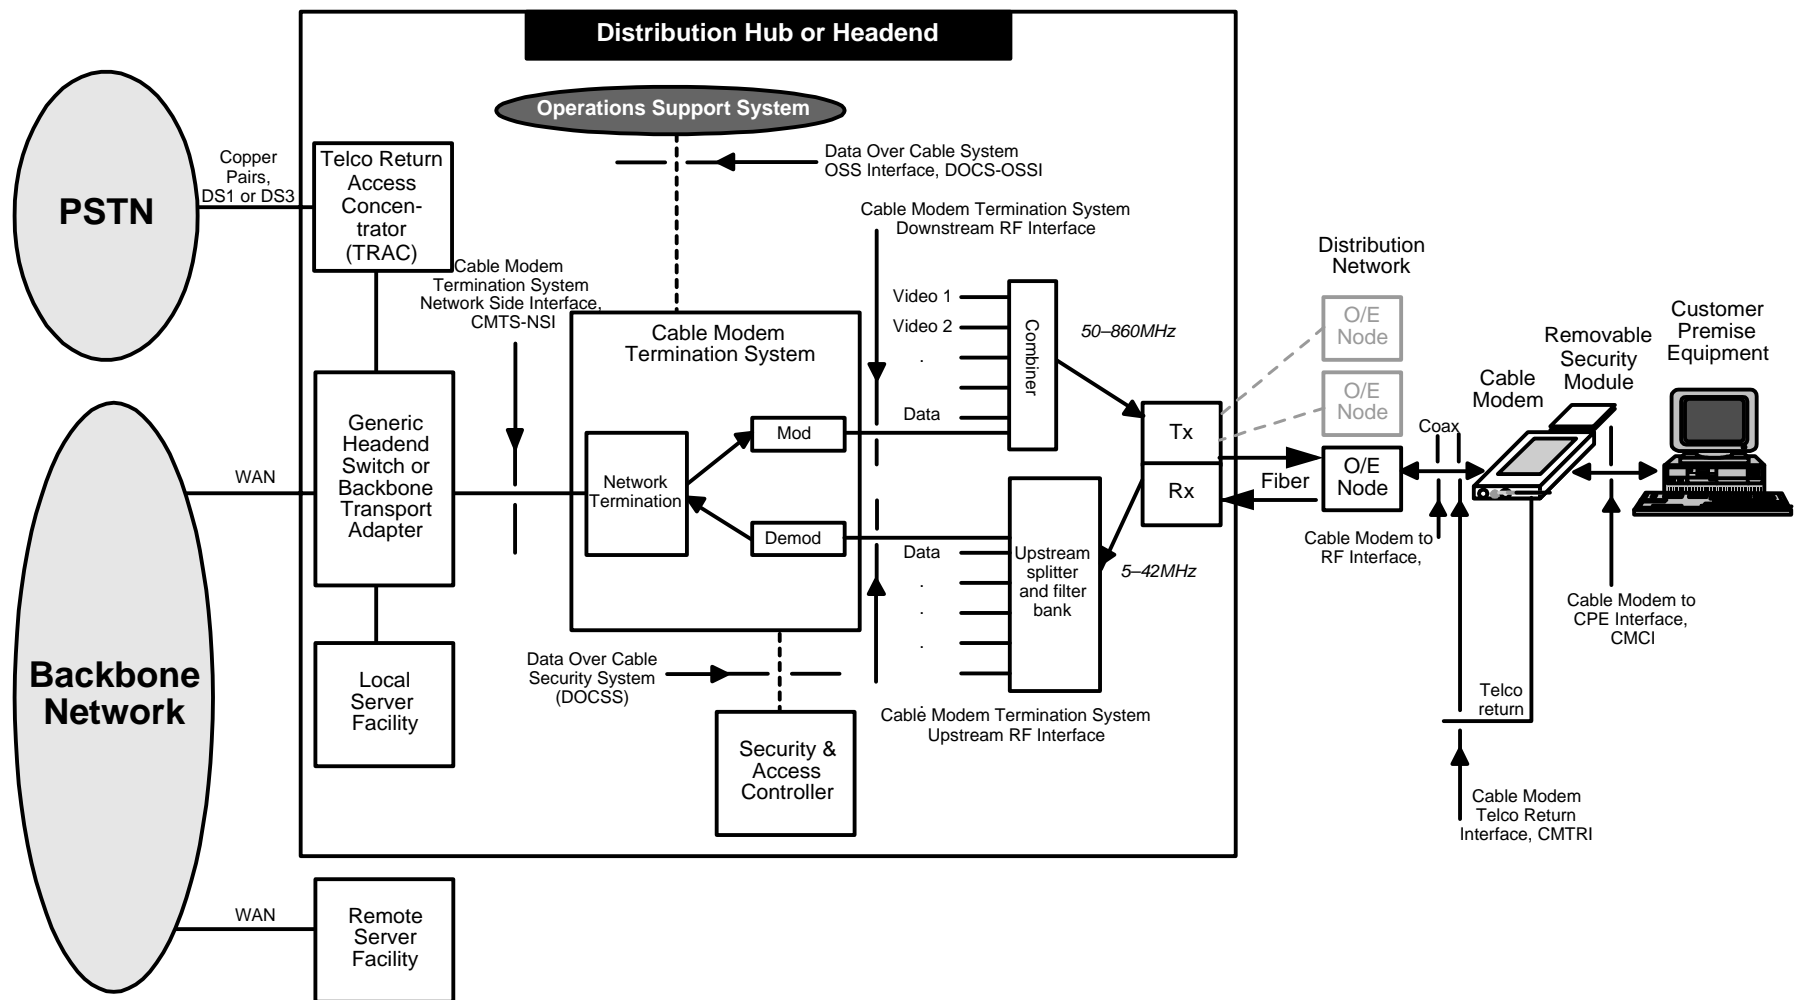 Distribution Hub or Headend
Operations Support System
Data Over Cable System
OSS Interface, DOCS-OSSI
Copper
Pairs,
DS1 or DS3
PSTN
Telco Return
Access
Concen-
trator
(TRAC)
Cable Modem Termination System
Downstream RF Interface
Cable Modem
Termination System
Network Side Interface,
CMTS-NSI
Distribution
Network
Video 1
Video 2
.
Data
Combiner
50–860MHz
Cable Modem
Termination System
Mod
Network
Termination
Demod
O/E
Node
O/E
Node
O/E
Node
Tx
Rx
Fiber
Coax
Cable
Modem
Removable
Security
Module
Customer
Premise
Equipment
Generic
Headend
Switch or
Backbone
Transport
Adapter
WAN
Data
.
.
.
.
Upstream
splitter
and filter
bank
5–42MHz
Cable Modem to
RF Interface,
Cable Modem to
CPE Interface,
CMCI
Backbone
Network
Local
Server
Facility
Data Over Cable
Security System
(DOCSS)
Cable Modem Termination System
Upstream RF Interface
Telco
return
Security &
Access
Controller
Cable Modem
Telco Return
Interface, CMTRI
WAN
Remote
Server
Facility